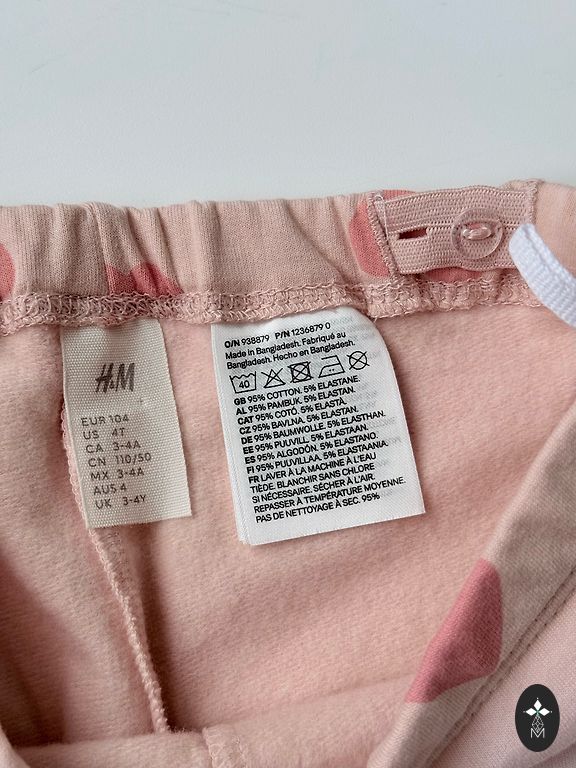 H&M
EUR 104
US 4T
CA 3-4A
CN 110/50
MX 3-4A
AUS 4
UK 3-4Y
O/N 938879 P/N 1236879 0
Made in Bangladesh. Fabriqué au
Bangladesh. Hecho en Bangladesh.
40
GB 95% COTTON. 5% ELASTANE.
AL 95% PAMBUK. 5% ELASTAN.
CAT 95% COTÓ. 5% ELASTÀ.
CZ 95% BAVLNA. 5% ELASTAN.
DE 95% BAUMWOLLE. 5% ELASTHAN.
EE 95% PUUVILL. 5% ELASTAAN.
ES 95% ALGODÓN. 5% ELASTANO.
FI 95% PUUVILLAA. 5% ELASTAANIA.
FR LAVER À LA MACHINE À L'EAU
TIÈDE. BLANCHIR SANS CHLORE
SI NÉCESSAIRE. SÉCHER À L'AIR.
REPASSER À TEMPÉRATURE MOYENNE.
PAS DE NETTOYAGE À SEC. 95%
M